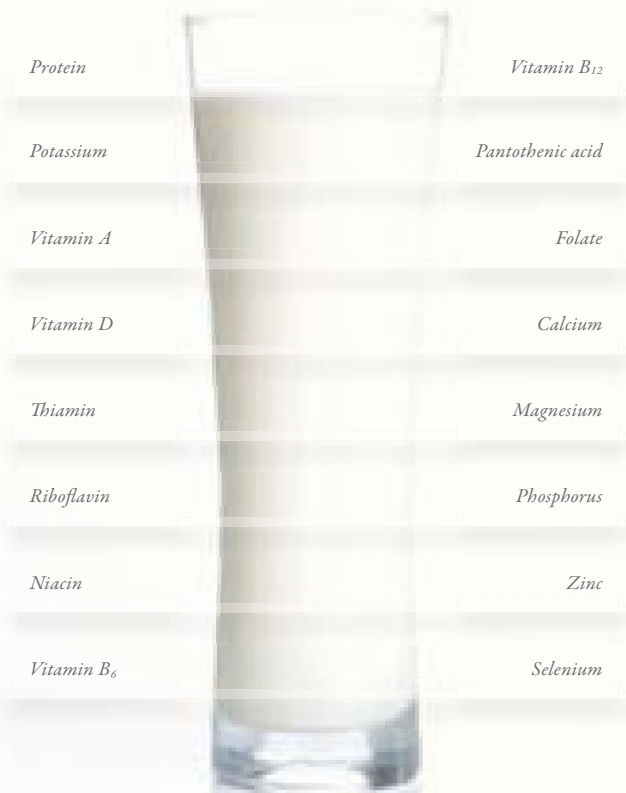 Protein
Vitamin B₁₂
Potassium
Pantothenic acid
Vitamin A
Folate
Vitamin D
Calcium
Thiamin
Magnesium
Riboflavin
Phosphorus
Niacin
Zinc
Vitamin B₆
Selenium